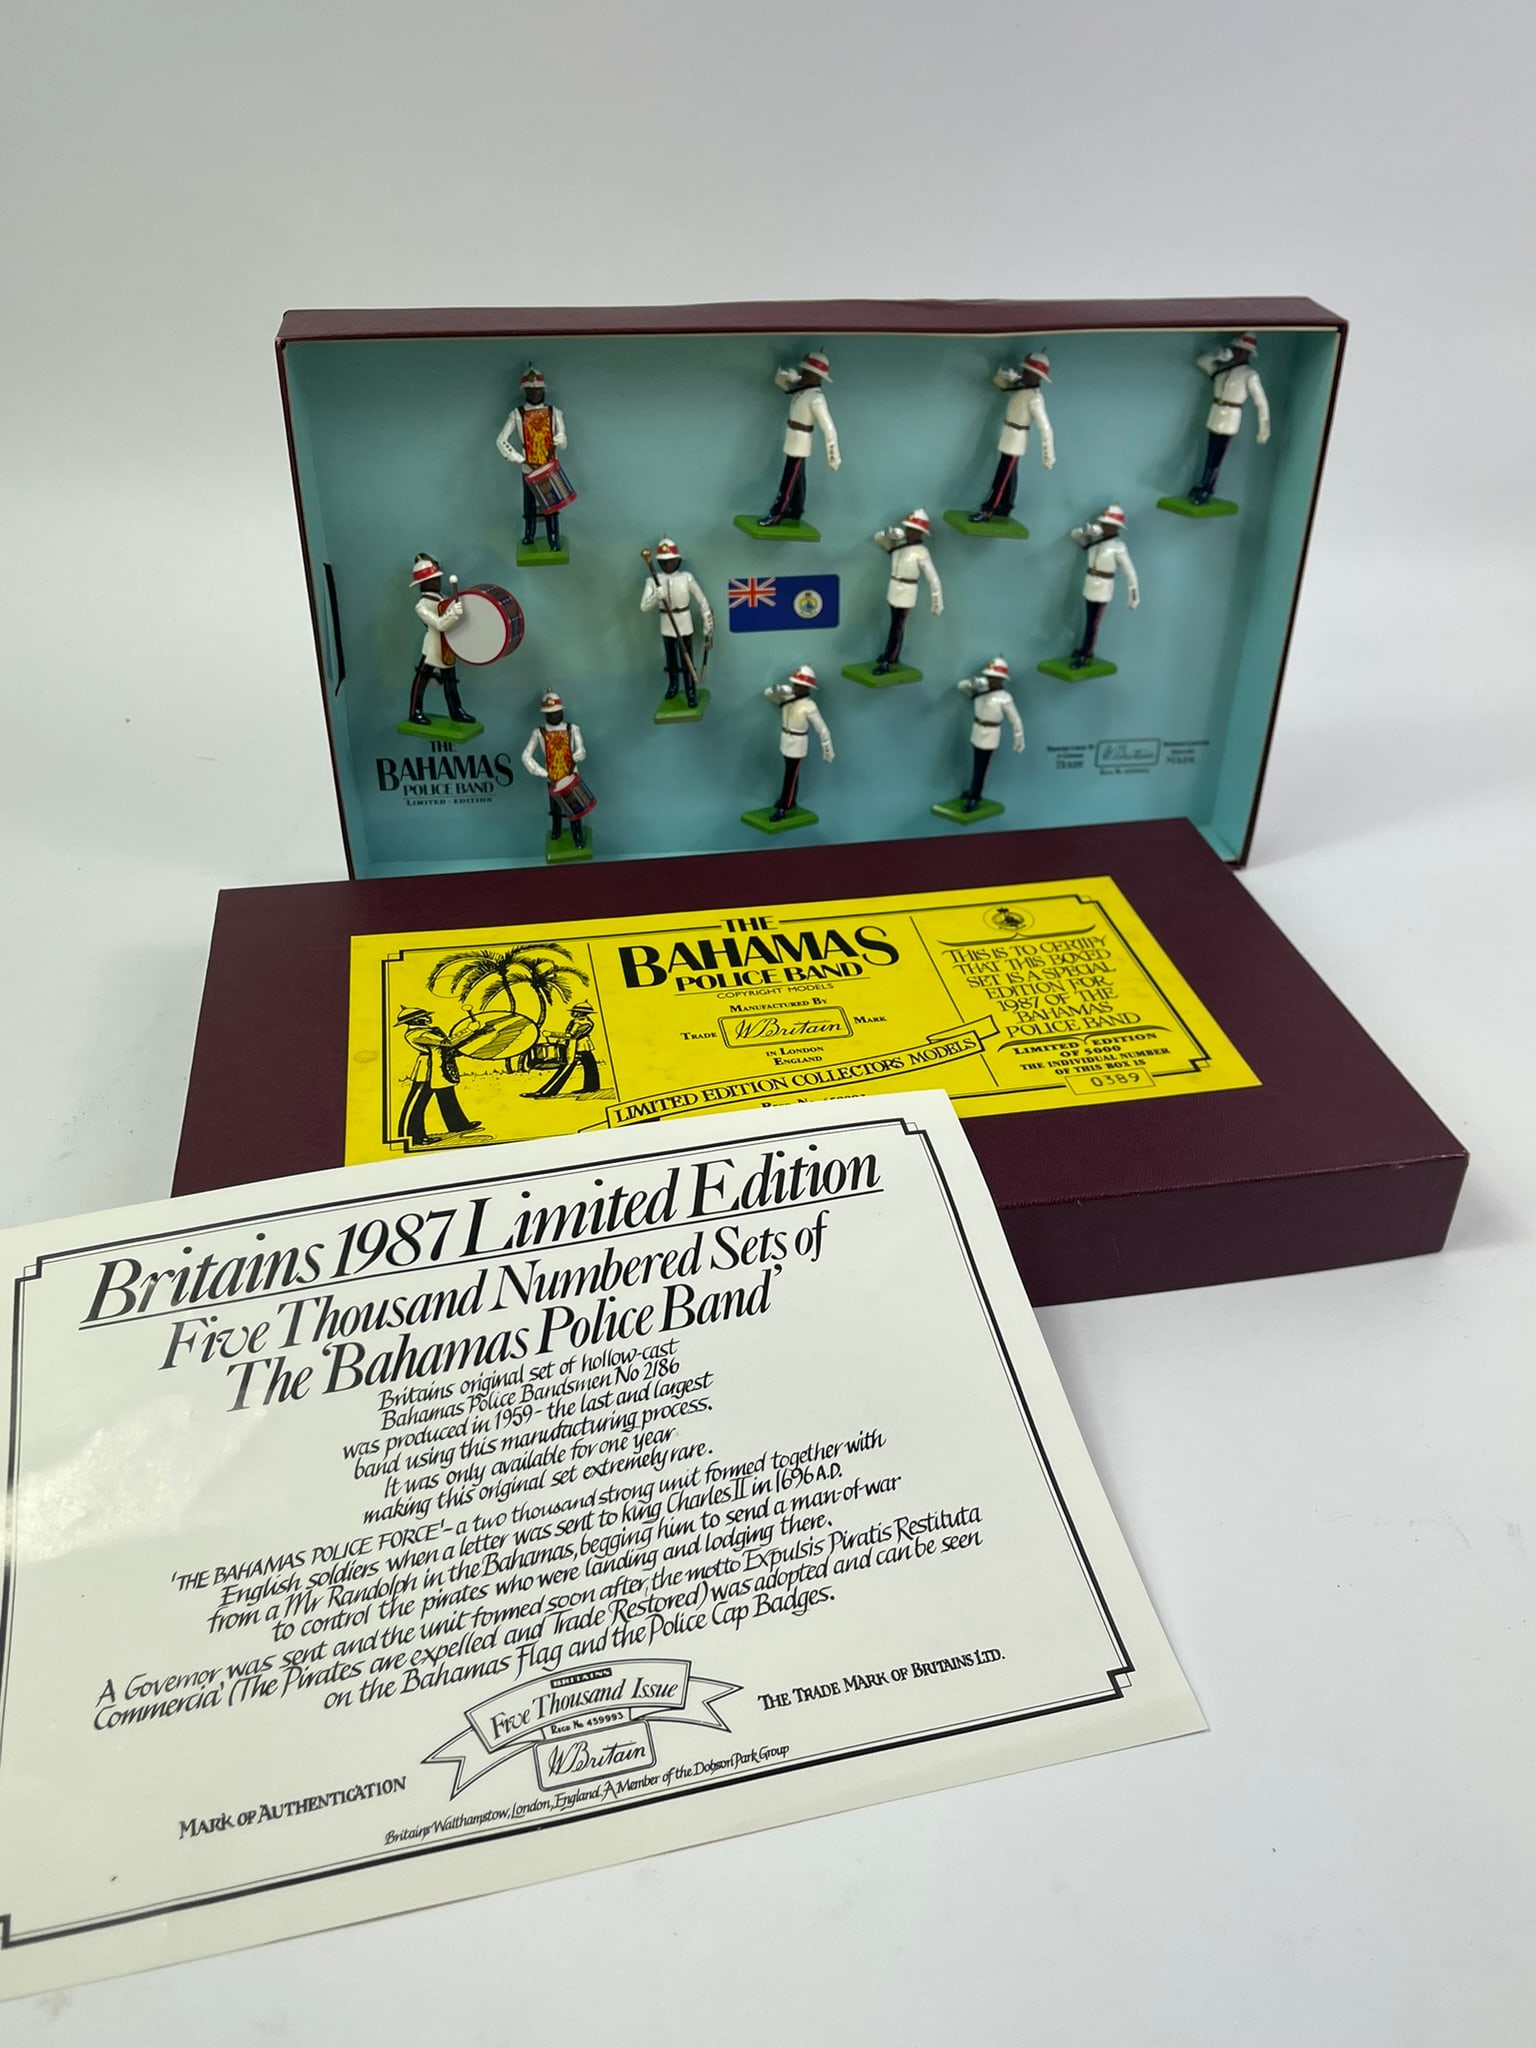 THE
BAHAMAS
POLICE BAND
LIMITED · EDITION
TRADE
W Britain
REGD No 459993
MARK
THE
BAHAMAS
POLICE BAND
COPYRIGHT MODELS
MANUFACTURED BY
TRADE W Britain MARK
IN LONDON
ENGLAND
LIMITED EDITION COLLECTORS MODELS
THIS IS TO CERTIFY
THAT THIS BOXED
SET IS A SPECIAL
EDITION FOR
1987 OF THE
BAHAMAS
POLICE BAND
LIMITED EDITION
OF 5000
THE INDIVIDUAL NUMBER
OF THIS BOX IS
0389
Britains 1987 Limited Edition
Five Thousand Numbered Sets of
The 'Bahamas Police Band'
Britains original set of hollow-cast
Bahamas Police Bandsmen No 2186
was produced in 1959 - the last and largest
band using this manufacturing process.
It was only available for one year
making this original set extremely rare.
'THE BAHAMAS POLICE FORCE' - a two thousand strong unit formed together with
English soldiers when a letter was sent to king Charles II in 1696 A.D.
from a Mr Randolph in the Bahamas, begging him to send a man-of-war
to control the pirates who were landing and lodging there.
A Governor was sent and the unit formed soon after, the motto Expulsis Piratis Restituta
Commercia' (The Pirates are expelled and Trade Restored) was adopted and can be seen
on the Bahamas Flag and the Police Cap Badges.
BRITAINS
Five Thousand Issue
REGD No 459993
W Britain
MARK OF AUTHENTICATION
THE TRADE MARK OF BRITAINS LTD.
Britains Walthamstow, London, England. A Member of the Dobson Park Group